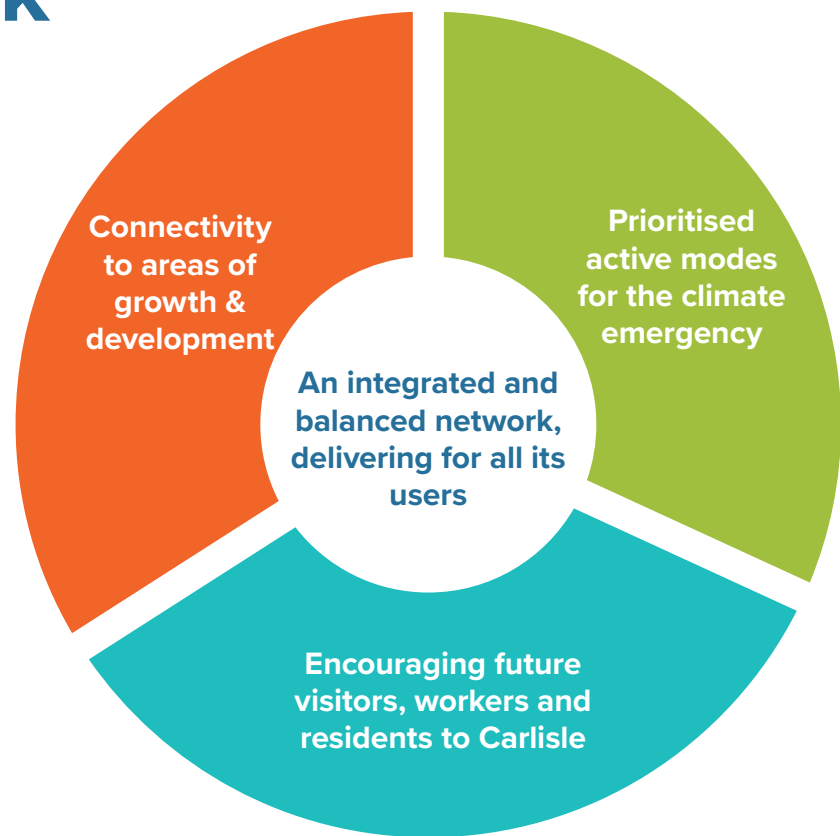 K
Connectivity
to areas of
growth &
development
Prioritised
active modes
for the climate
emergency
An integrated and
balanced network,
delivering for all its
users
Encouraging future
visitors, workers and
residents to Carlisle